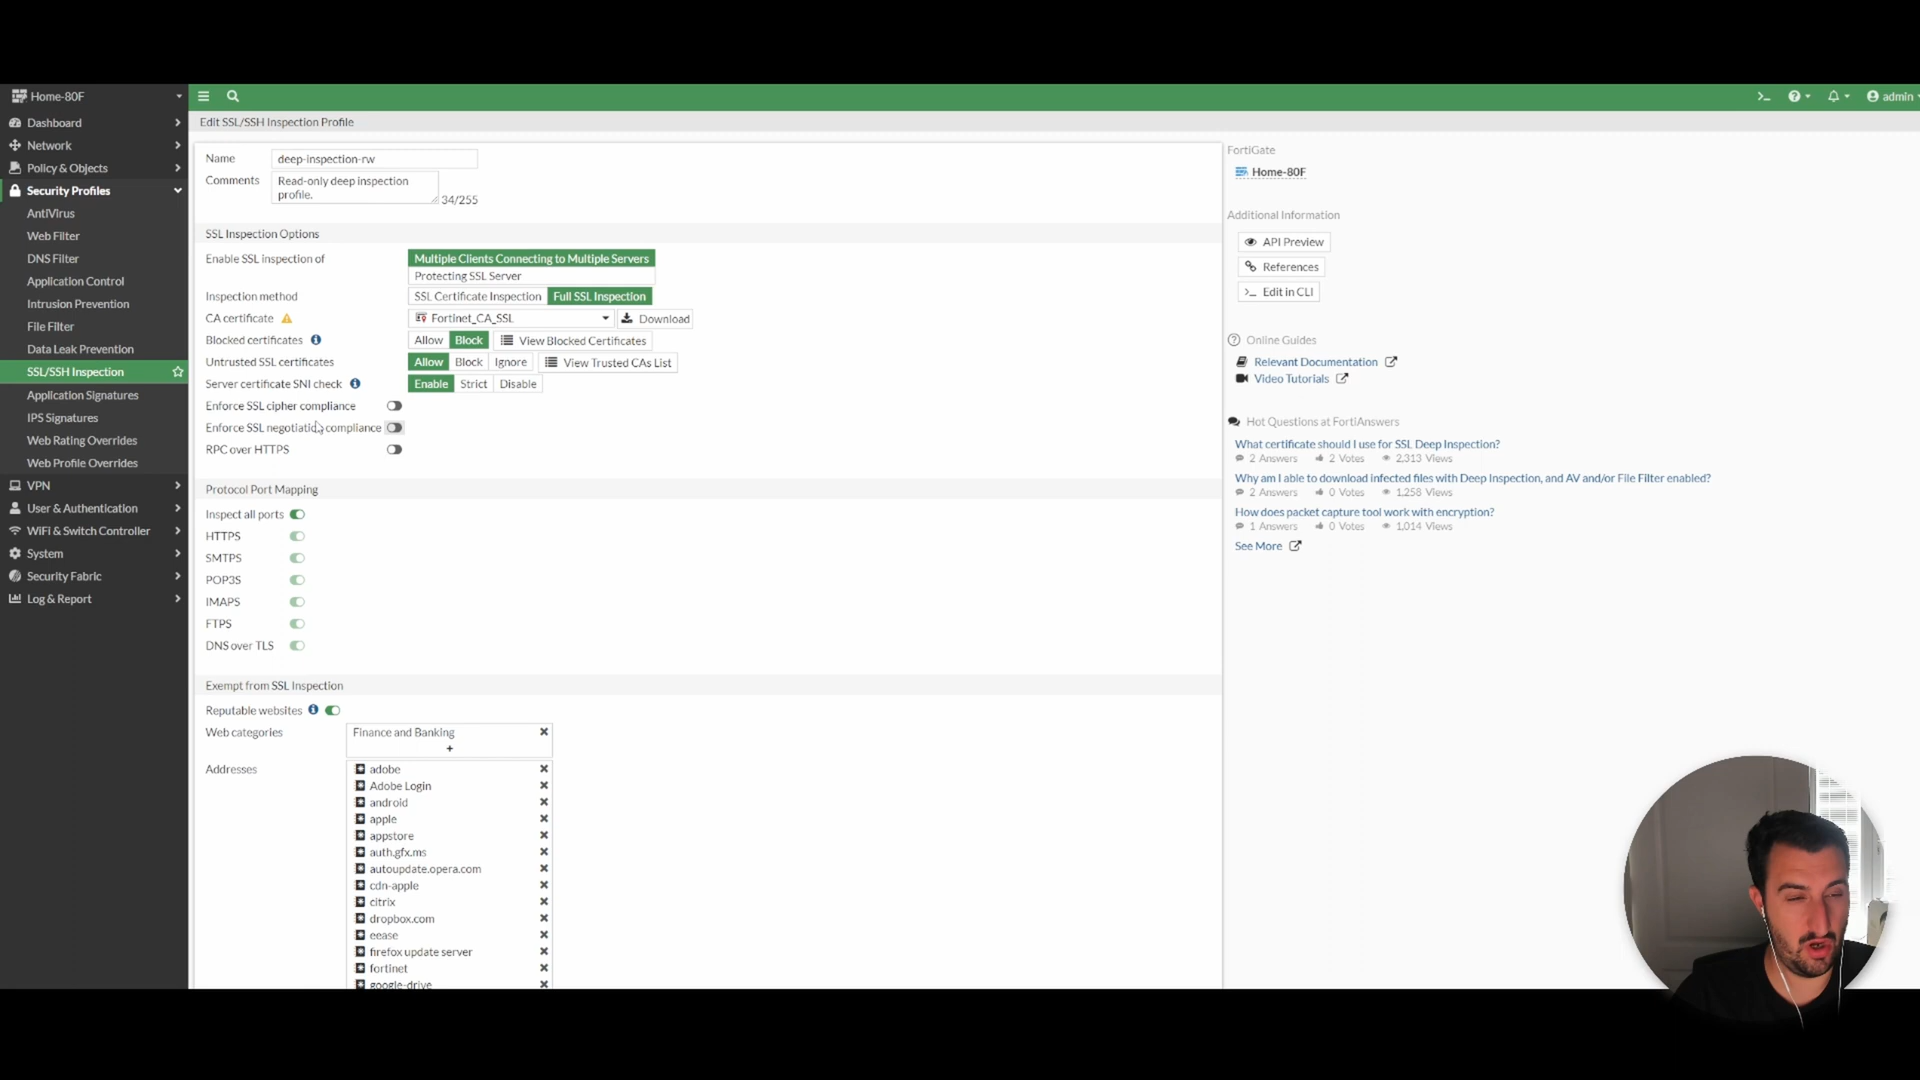 Home-80F
admin
Dashboard
Network
Policy & Objects
Security Profiles
AntiVirus
Web Filter
DNS Filter
Application Control
Intrusion Prevention
File Filter
Data Leak Prevention
SSL/SSH Inspection
Application Signatures
IPS Signatures
Web Rating Overrides
Web Profile Overrides
VPN
User & Authentication
WiFi & Switch Controller
System
Security Fabric
Log & Report
Edit SSL/SSH Inspection Profile
Name deep-inspection-rw
Comments Read-only deep inspection
profile. 34/255
SSL Inspection Options
Enable SSL inspection of Multiple Clients Connecting to Multiple Servers
Protecting SSL Server
Inspection method SSL Certificate Inspection Full SSL Inspection
CA certificate Fortinet_CA_SSL Download
Blocked certificates Allow Block View Blocked Certificates
Untrusted SSL certificates Allow Block Ignore View Trusted CAs List
Server certificate SNI check Enable Strict Disable
Enforce SSL cipher compliance
Enforce SSL negotiation compliance
RPC over HTTPS
Protocol Port Mapping
Inspect all ports
HTTPS
SMTPS
POP3S
IMAPS
FTPS
DNS over TLS
Exempt from SSL Inspection
Reputable websites
Web categories Finance and Banking
+
Addresses adobe
Adobe Login
android
apple
appstore
auth.gfx.ms
autoupdate.opera.com
cdn-apple
citrix
dropbox.com
eease
firefox update server
fortinet
google-drive
FortiGate
Home-80F
Additional Information
API Preview
References
Edit in CLI
Online Guides
Relevant Documentation
Video Tutorials
Hot Questions at FortiAnswers
What certificate should I use for SSL Deep Inspection?
2 Answers 2 Votes 2,313 Views
Why am I able to download infected files with Deep Inspection, and AV and/or File Filter enabled?
2 Answers 0 Votes 1,258 Views
How does packet capture tool work with encryption?
1 Answers 0 Votes 1,014 Views
See More